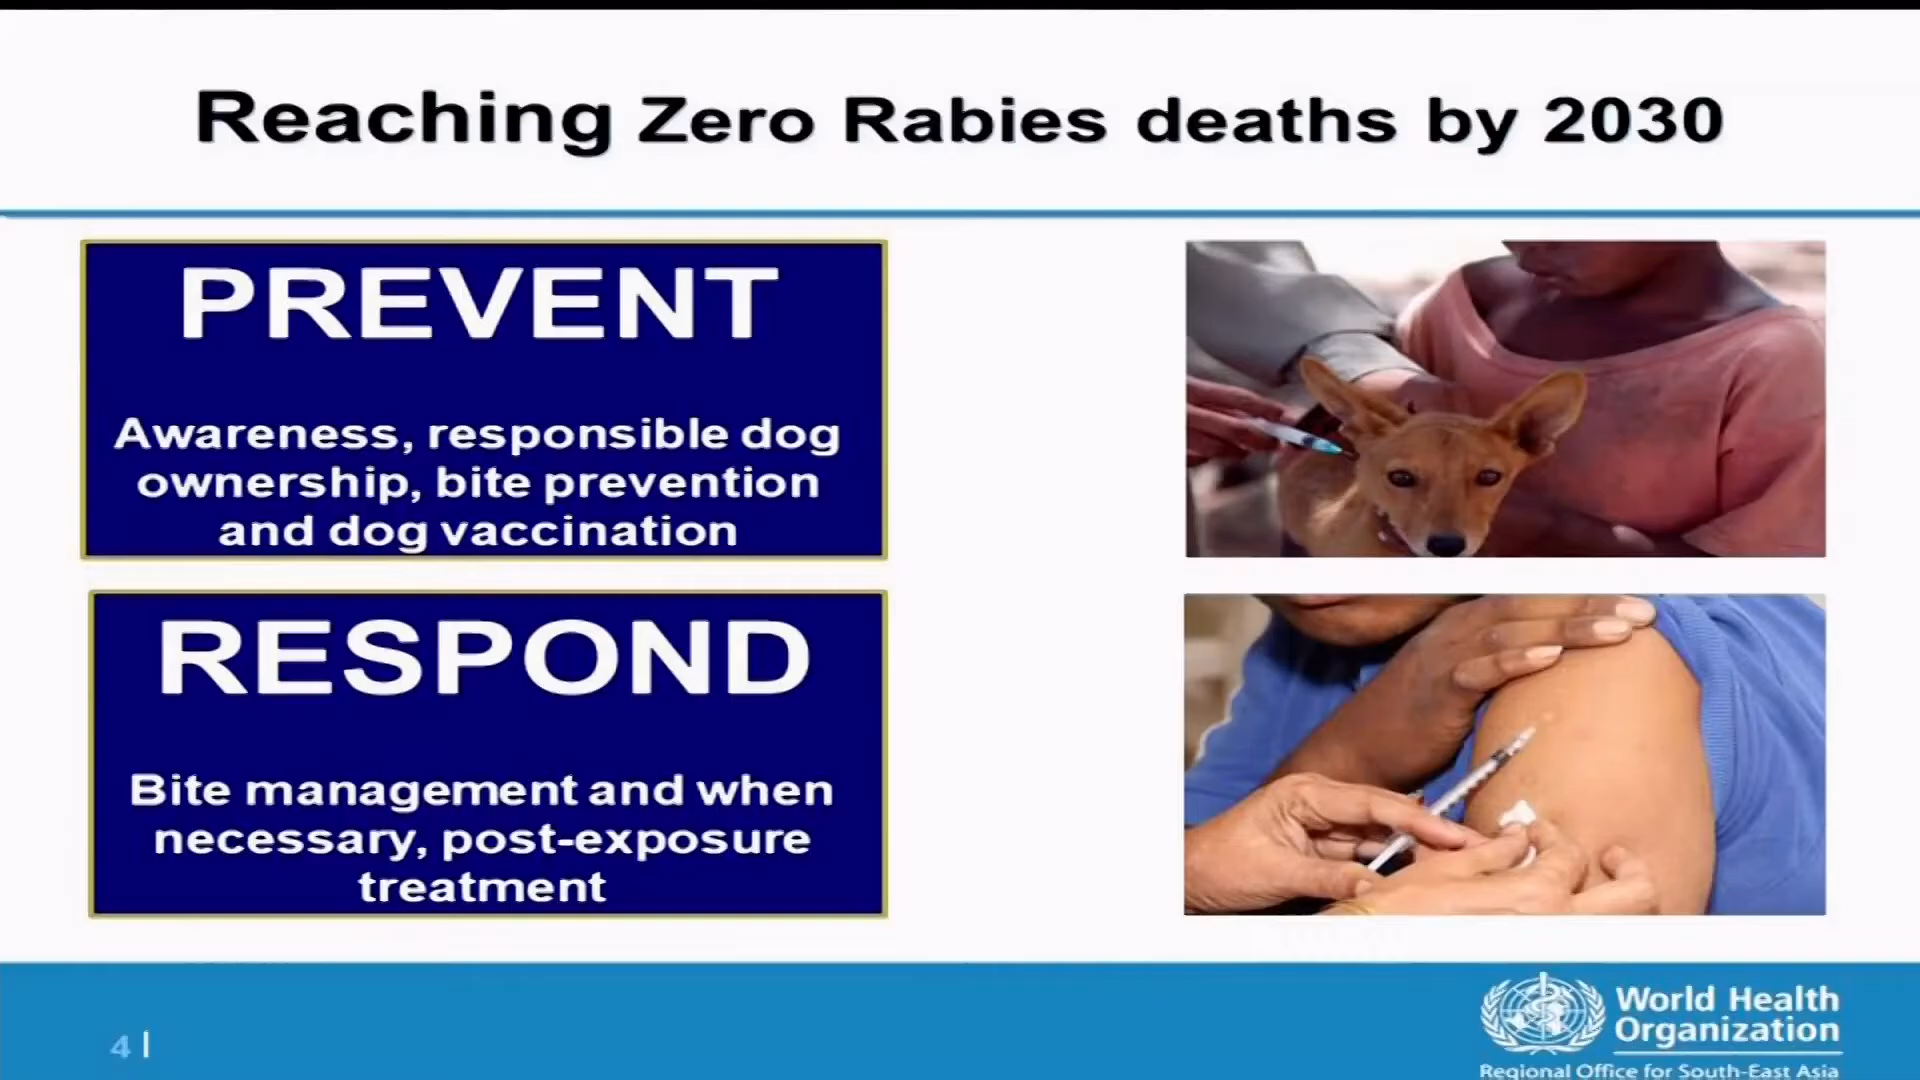 Reaching Zero Rabies deaths by 2030
PREVENT
Awareness, responsible dog
ownership, bite prevention
and dog vaccination
RESPOND
Bite management and when
necessary, post-exposure
treatment
4 |
World Health
Organization
Regional Office for South-East Asia